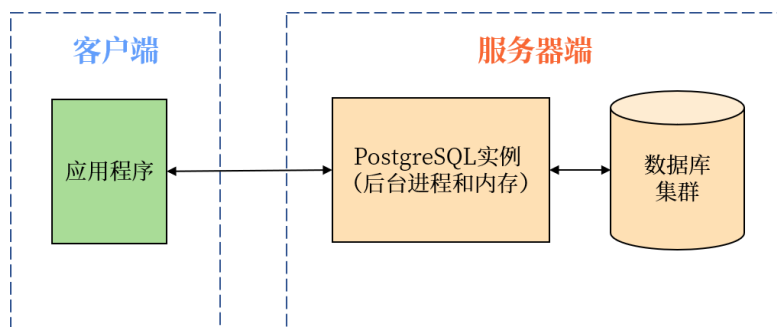 客户端
服务器端
应用程序
PostgreSQL实例
（后台进程和内存）
数据库
集群